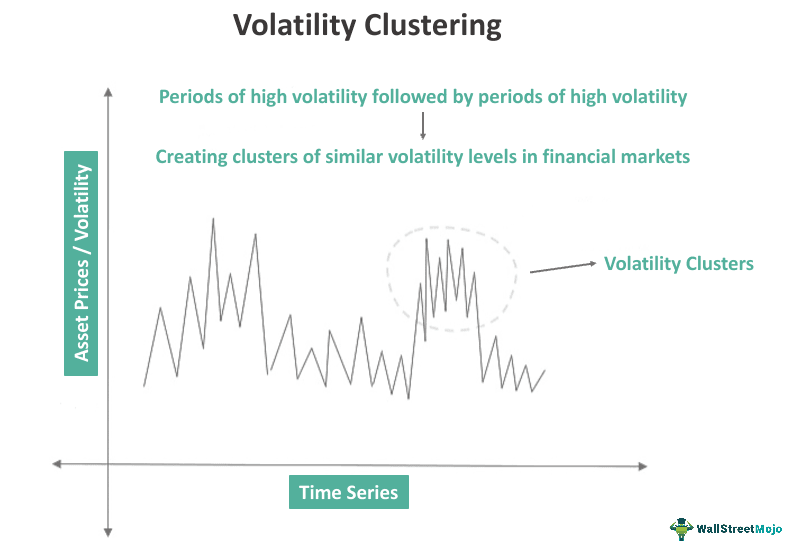 Volatility Clustering
Periods of high volatility followed by periods of high volatility
Creating clusters of similar volatility levels in financial markets
Asset Prices / Volatility
Volatility Clusters
Time Series
WallStreetMojo